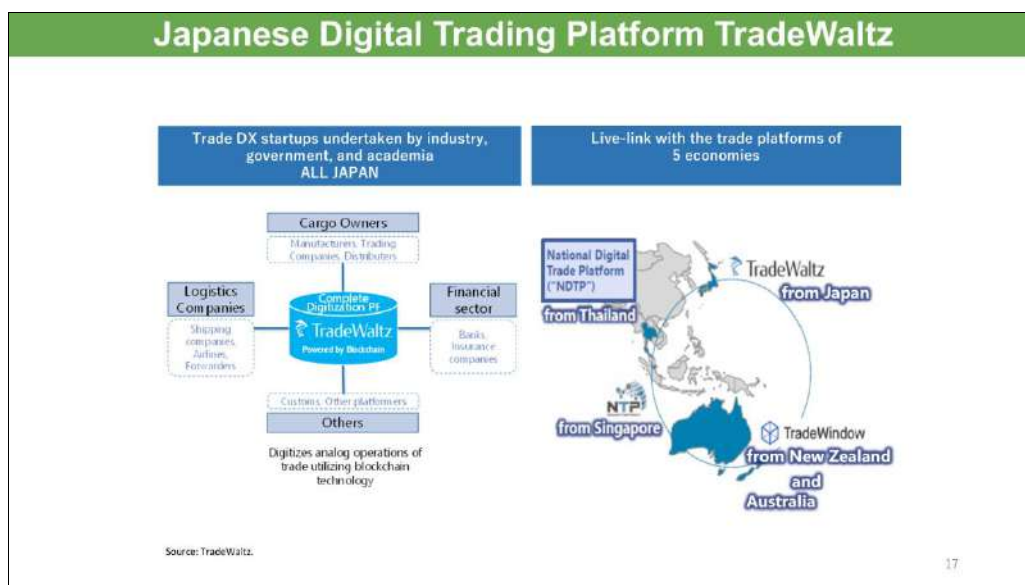 Japanese Digital Trading Platform TradeWaltz
Trade DX startups undertaken by industry,
government, and academia
ALL JAPAN
Live-link with the trade platforms of
5 economies
Cargo Owners
Manufacturers, Trading
Companies, Distributers
Logistics
Companies
Shipping
companies,
Airlines,
Forwarders
Complete
Digitization PF
TradeWaltz
Powered by Blockchain
Financial
sector
Banks,
Insurance
companies
Customs, Other platformers
Others
Digitizes analog operations of
trade utilizing blockchain
technology
National Digital
Trade Platform
("NDTP")
from Thailand
TradeWaltz
from Japan
NTP
from Singapore
TradeWindow
from New Zealand
and
Australia
Source: TradeWaltz.
17